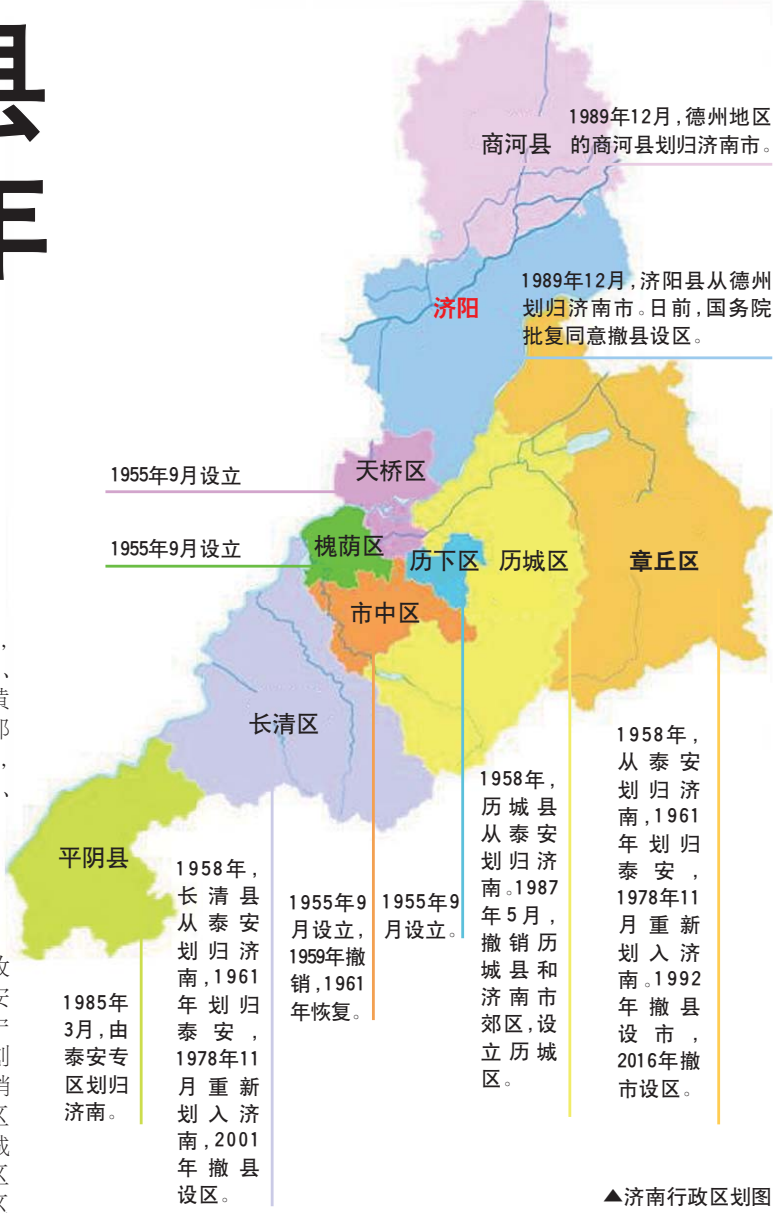 县
年
商河县
1989年12月,德州地区
的商河县划归济南市。
济阳
1989年12月,济阳县从德州
划归济南市。日前,国务院
批复同意撤县设区。
天桥区
1955年9月设立
槐荫区
1955年9月设立
历下区
历城区
章丘区
市中区
长清区
平阴县
1985年
3月,由
泰安专
区划归
济南。
1958年,
长清县
从泰安
划归济
南,1961
年划归
泰安,
1978年11
月重新
划入济
南,2001
年撤县
设区。
1955年9
月设立,
1959年撤
销,1961
年恢复。
1955年9
月设立。
1958年,
历城县
从泰安
划归济
南。1987
年5月,
撤销历
城县和
济南市
郊区,设
立历城
区。
1958年,
从泰安
划归济
南,1961
年划归
泰安,
1978年11
月重新
划入济
南。1992
年撤县
设市,
2016年撤
市设区。
▲济南行政区划图